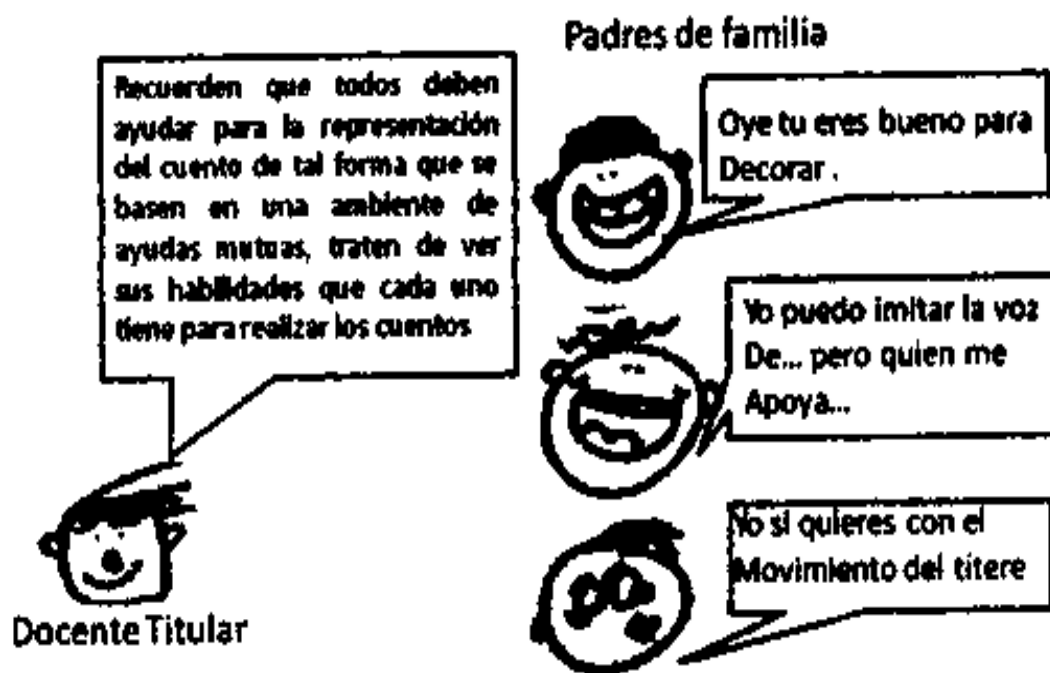 Padres de familia
Recuerden que todos deben
ayudar para la representación
del cuento de tal forma que se
basen en una ambiente de
ayudas mutuas, traten de ver
sus habilidades que cada uno
tiene para realizar los cuentos
Oye tu eres bueno para
Decorar .
Yo puedo imitar la voz
De... pero quien me
Apoya...
Yo si quieres con el
Movimiento del titere
Docente Titular